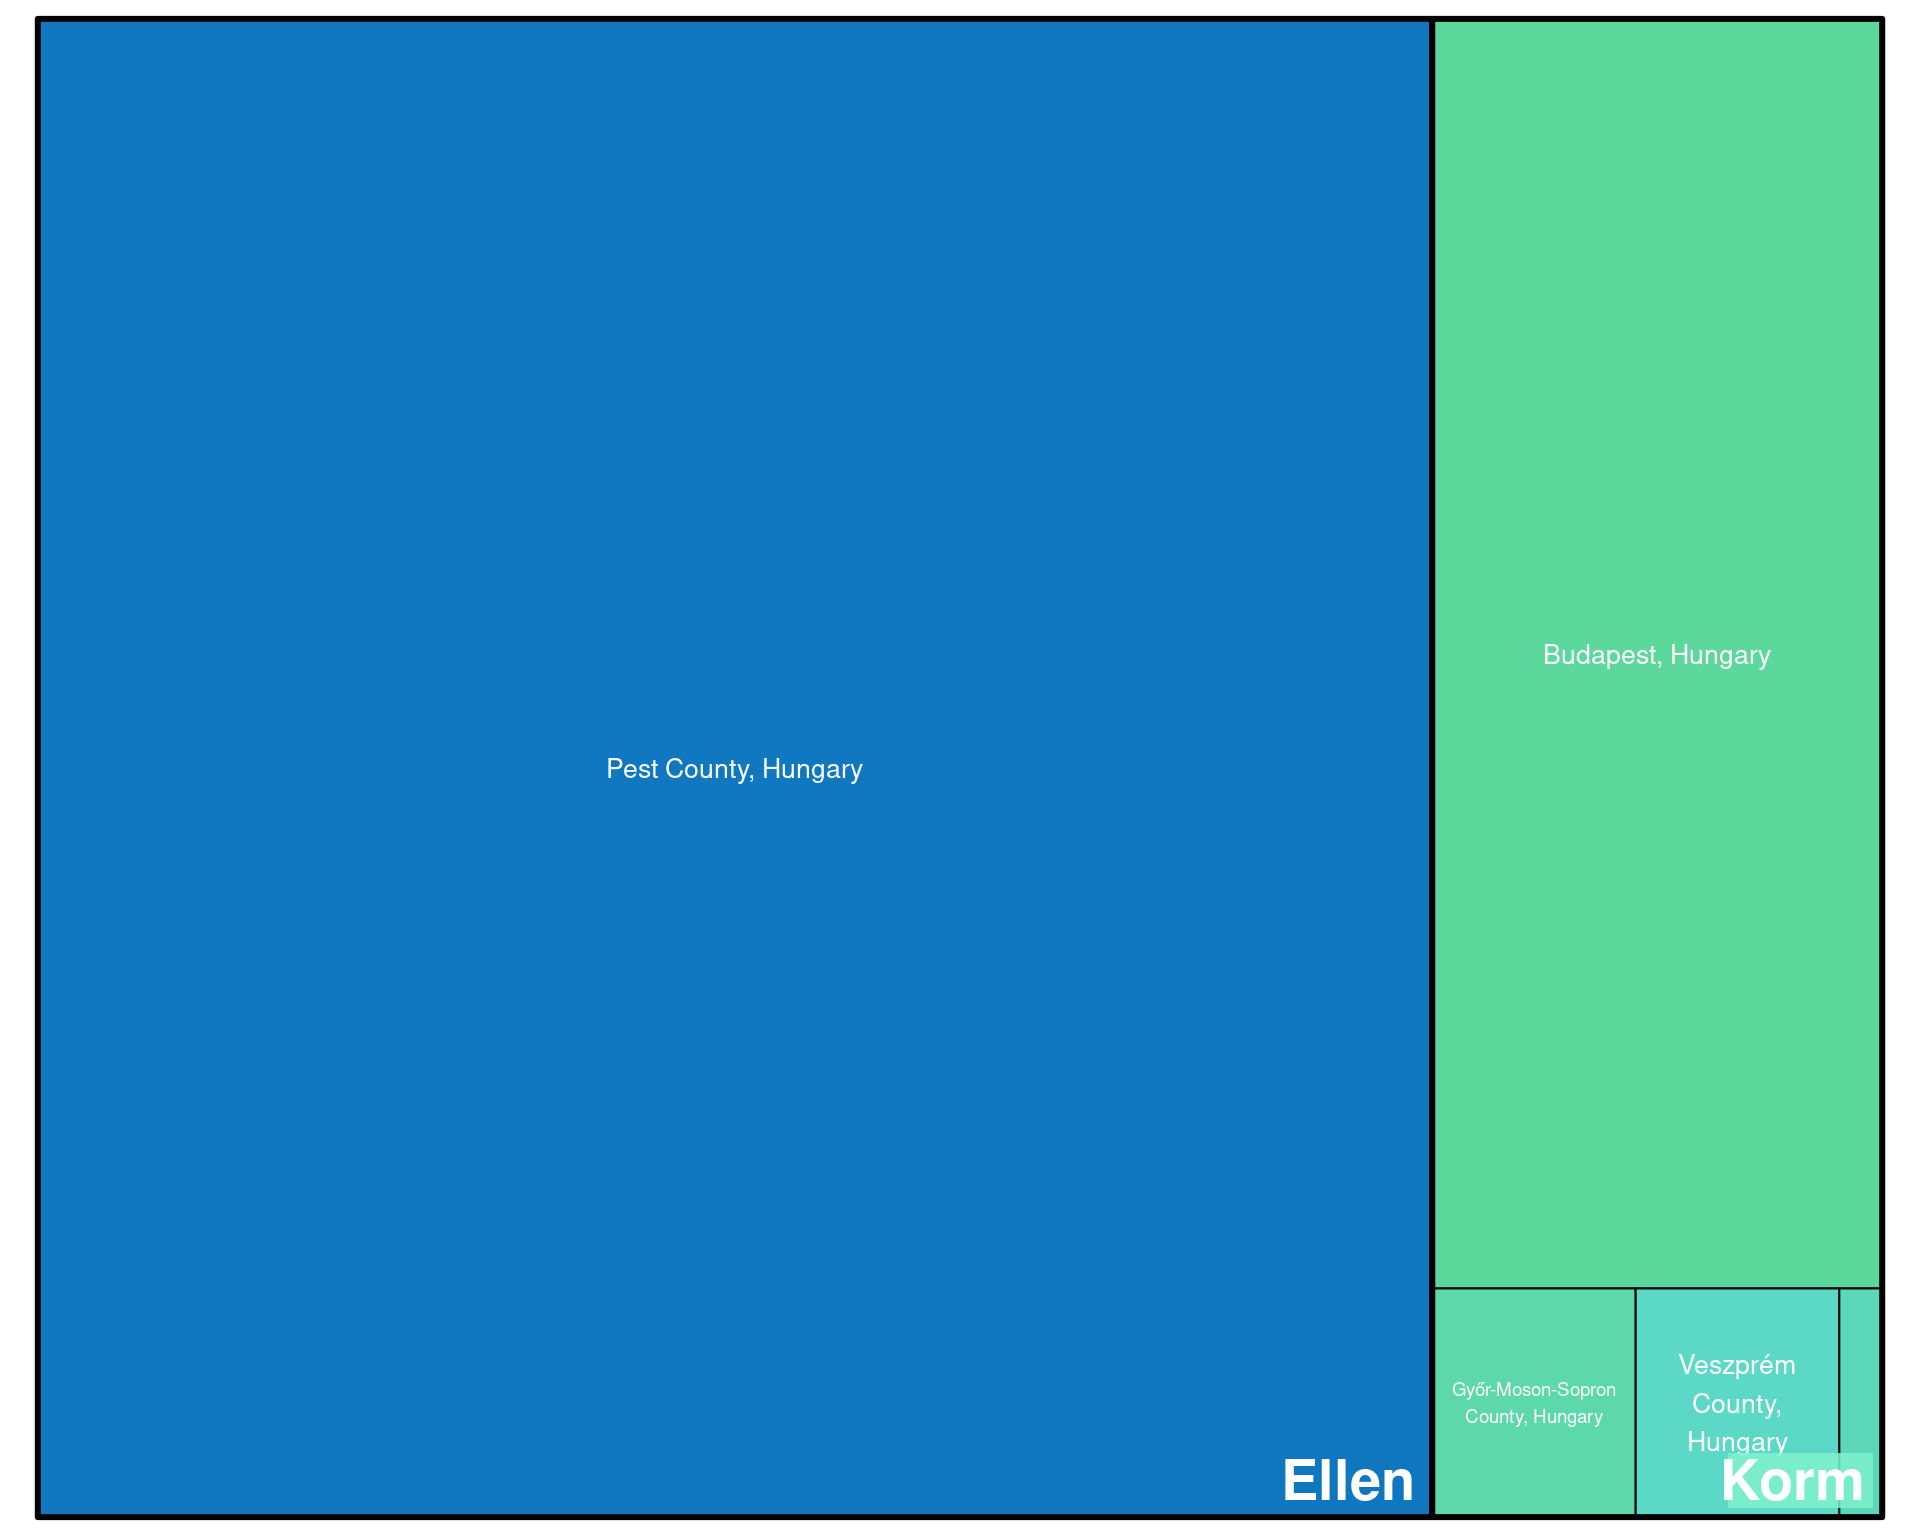 Pest County, Hungary
Ellen
Budapest, Hungary
Győr-Moson-Sopron
County, Hungary
Veszprém
County,
Hungary
Korm